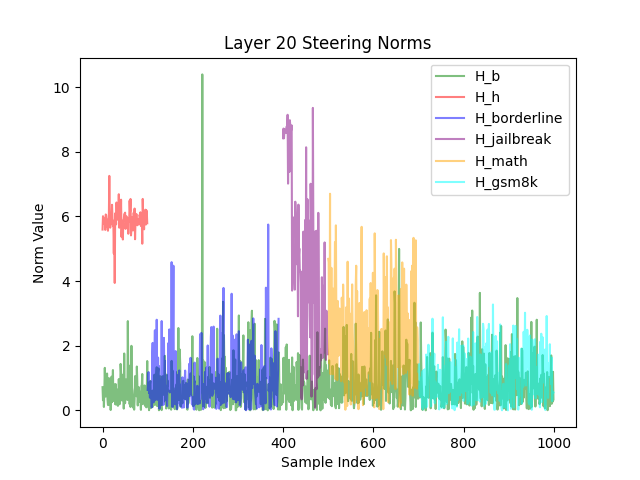 Layer 20 Steering Norms
H_b
H_h
H_borderline
H_jailbreak
H_math
H_gsm8k
10
8
6
4
2
0
Norm Value
0 200 400 600 800 1000
Sample Index